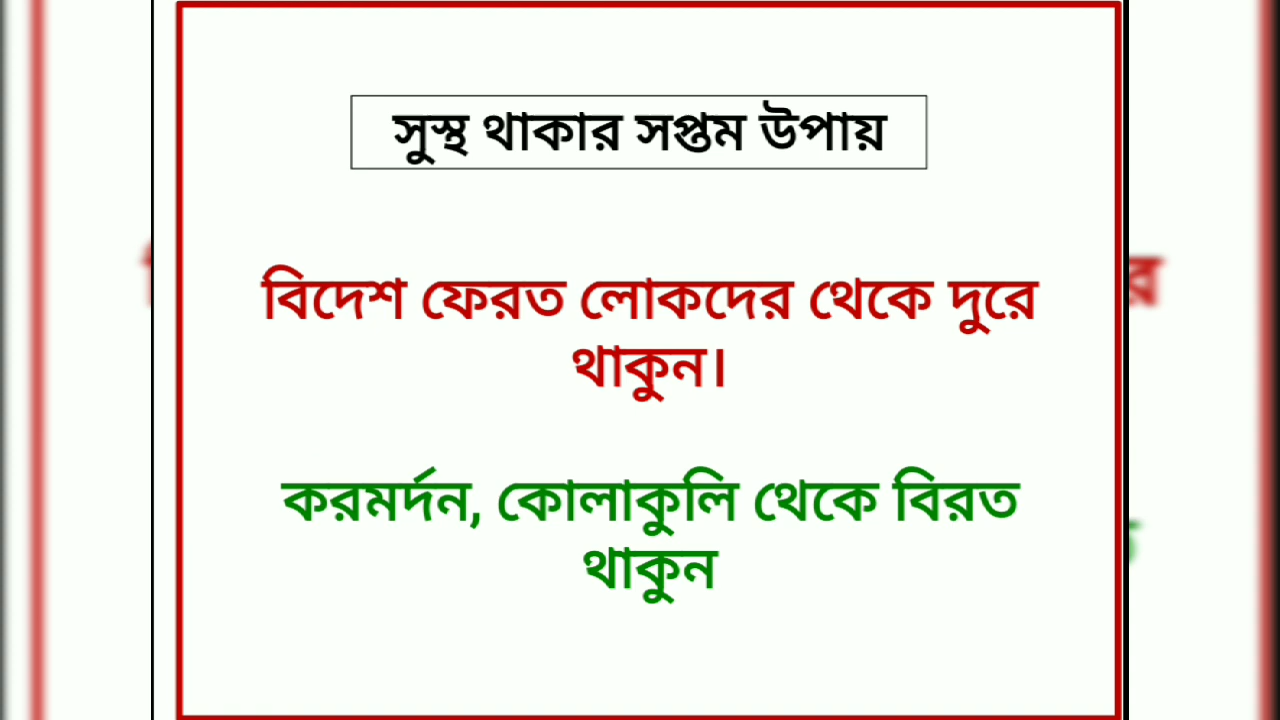 সুস্থ থাকার সপ্তম উপায়
বিদেশ ফেরত লোকদের থেকে দুরে
থাকুন।
করমর্দন, কোলাকুলি থেকে বিরত
থাকুন